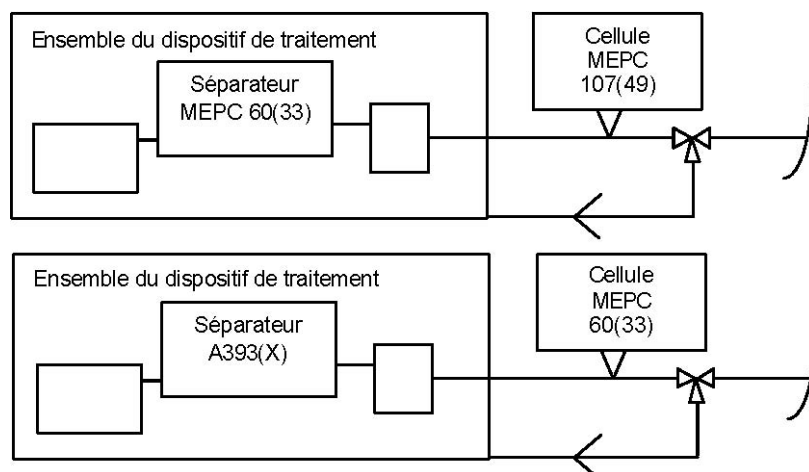 Ensemble du dispositif de traitement
Séparateur
MEPC 60(33)
Cellule
MEPC
107(49)
Ensemble du dispositif de traitement
Séparateur
A393(X)
Cellule
MEPC
60(33)